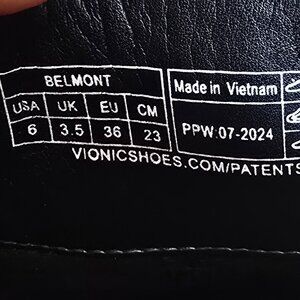 BELMONT
USA UK EU CM
6 3.5 36 23
Made in Vietnam
PPW:07-2024
VIONICSHOES.COM/PATENTS